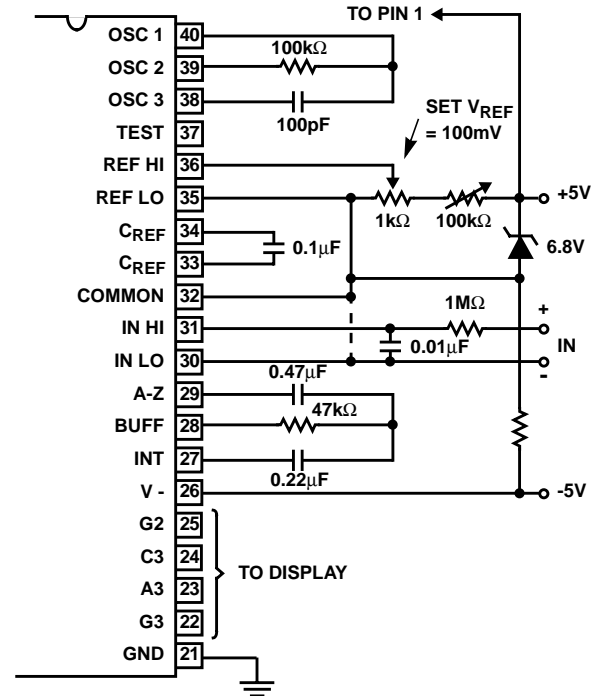 TO PIN 1
OSC 1 40
100kΩ
OSC 2 39
OSC 3 38
100pF
TEST 37
SET VREF
= 100mV
REF HI 36
REF LO 35
+5V
1kΩ 100kΩ
CREF 34
0.1μF
6.8V
CREF 33
COMMON 32
1MΩ
+
IN HI 31
0.01μF
IN
IN LO 30
-
0.47μF
A-Z 29
47kΩ
BUFF 28
INT 27
0.22μF
V - 26
-5V
G2 25
C3 24
TO DISPLAY
A3 23
G3 22
GND 21